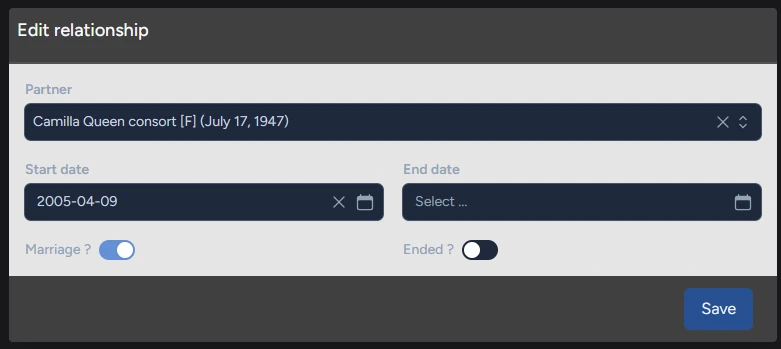 Edit relationship
Partner
Camilla Queen consort [F] (July 17, 1947)
Start date
End date
2005-04-09
Select ...
Marriage ?
Ended ?
Save